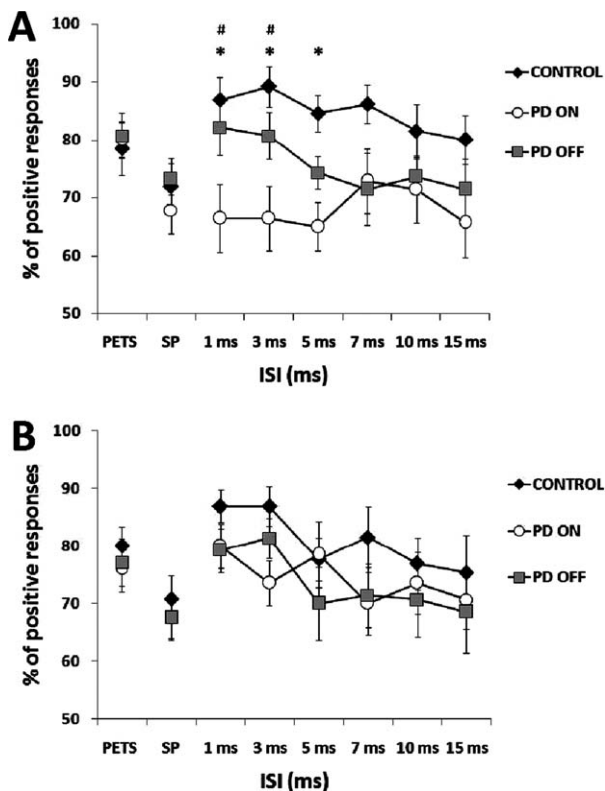 A
100
90
80
70
60
50
% of positive responses
# #
* * *
PETS SP 1 ms 3 ms 5 ms 7 ms 10 ms 15 ms
ISI (ms)
CONTROL
PD ON
PD OFF
B
100
90
80
70
60
50
% of positive responses
PETS SP 1 ms 3 ms 5 ms 7 ms 10 ms 15 ms
ISI (ms)
CONTROL
PD ON
PD OFF